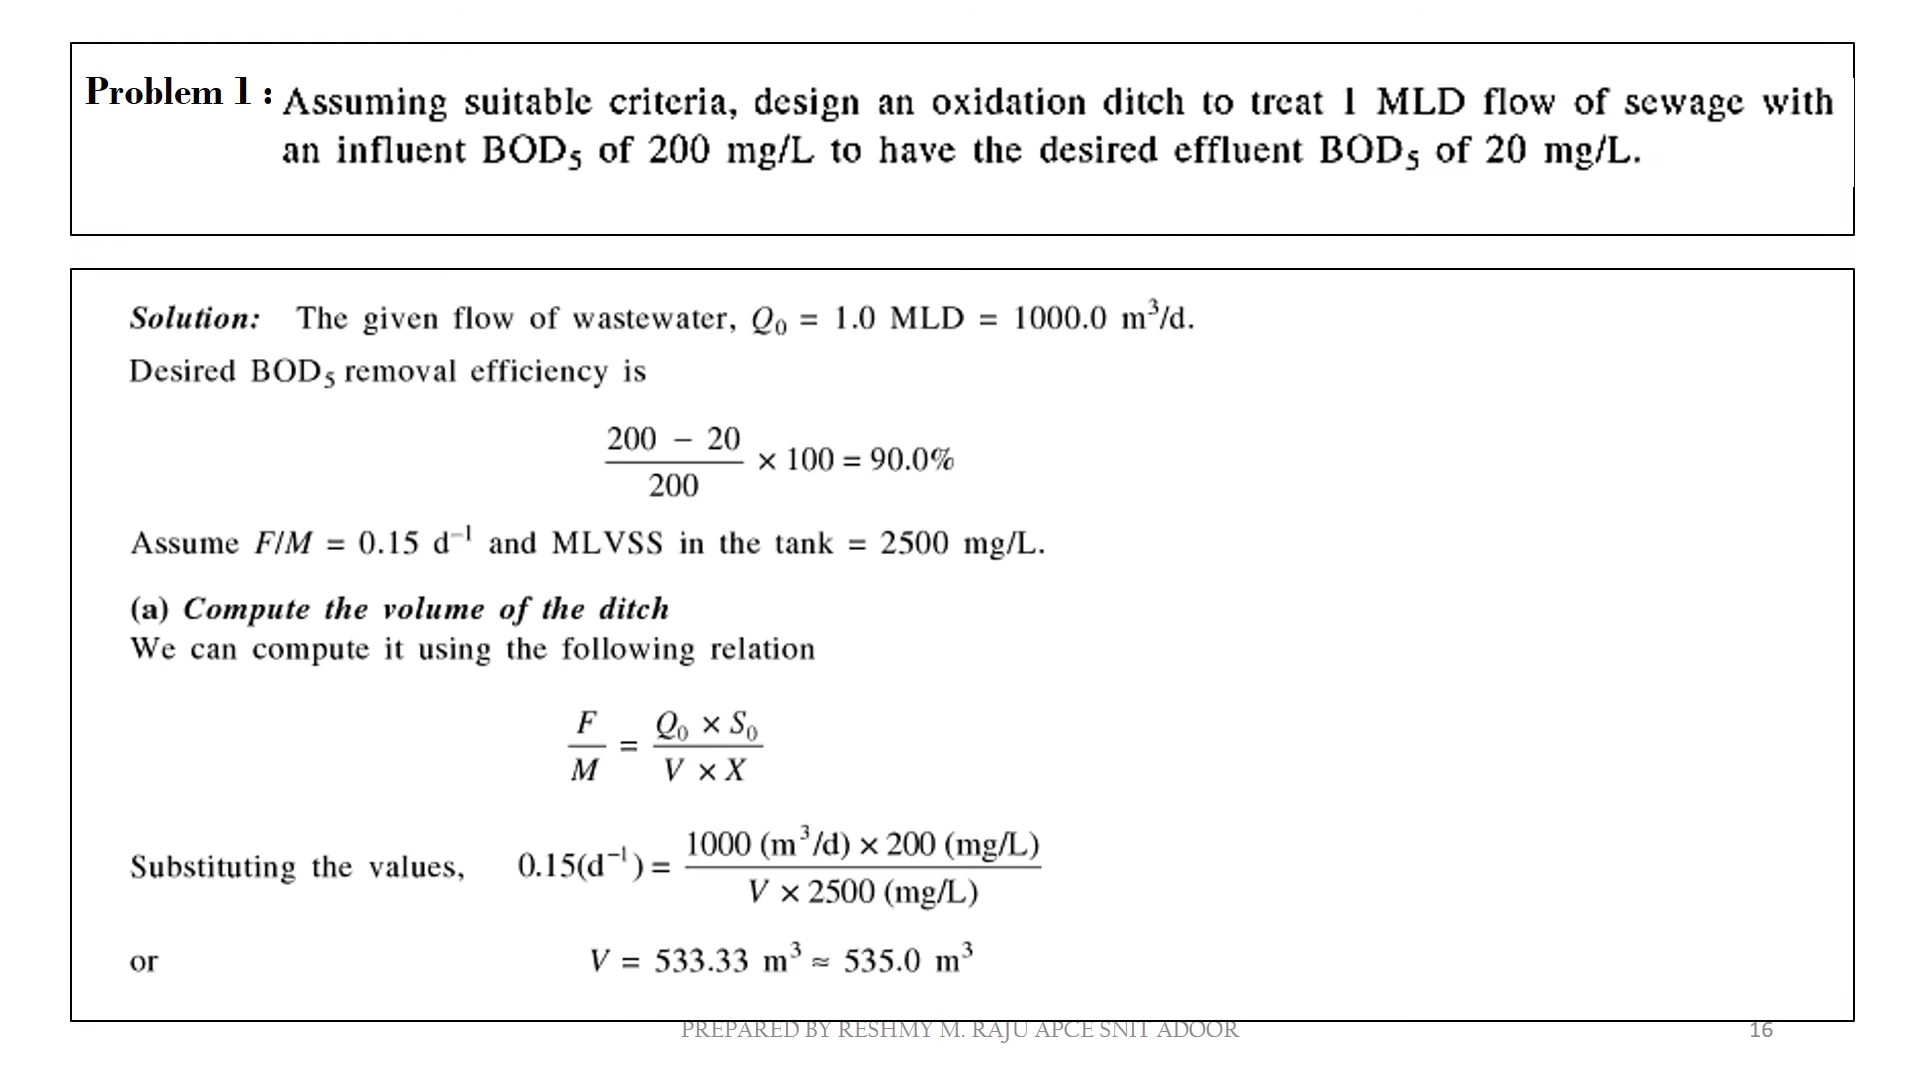 Problem 1 : Assuming suitable criteria, design an oxidation ditch to treat 1 MLD flow of sewage with
an influent BOD₅ of 200 mg/L to have the desired effluent BOD₅ of 20 mg/L.
Solution: The given flow of wastewater, Q₀ = 1.0 MLD = 1000.0 m³/d.
Desired BOD₅ removal efficiency is
200 − 20
200
× 100 = 90.0%
Assume F/M = 0.15 d⁻¹ and MLVSS in the tank = 2500 mg/L.
(a) Compute the volume of the ditch
We can compute it using the following relation
F
M
=
Q₀ × S₀
V × X
Substituting the values, 0.15(d⁻¹) =
1000 (m³/d) × 200 (mg/L)
V × 2500 (mg/L)
or V = 533.33 m³ ≈ 535.0 m³
PREPARED BY RESHMY M. RAJU APCE SNIT ADOOR 16